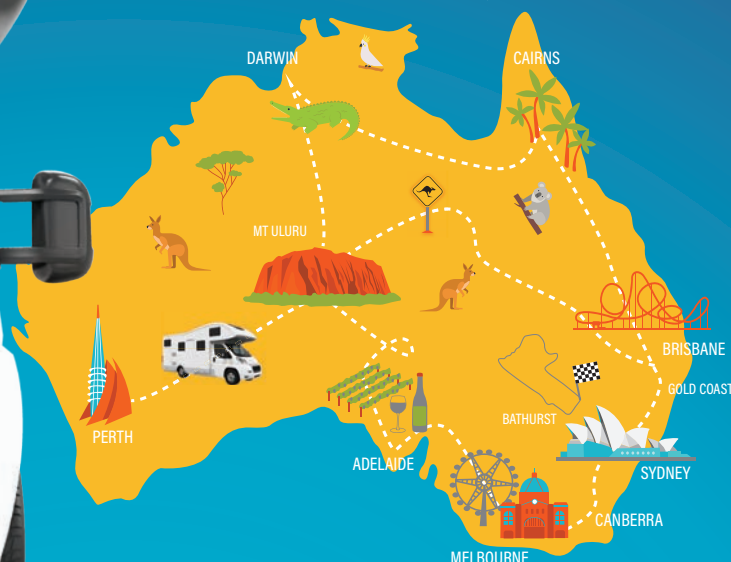 DARWIN
CAIRNS
MT ULURU
BRISBANE
GOLD COAST
BATHURST
PERTH
ADELAIDE
SYDNEY
CANBERRA
MELBOURNE